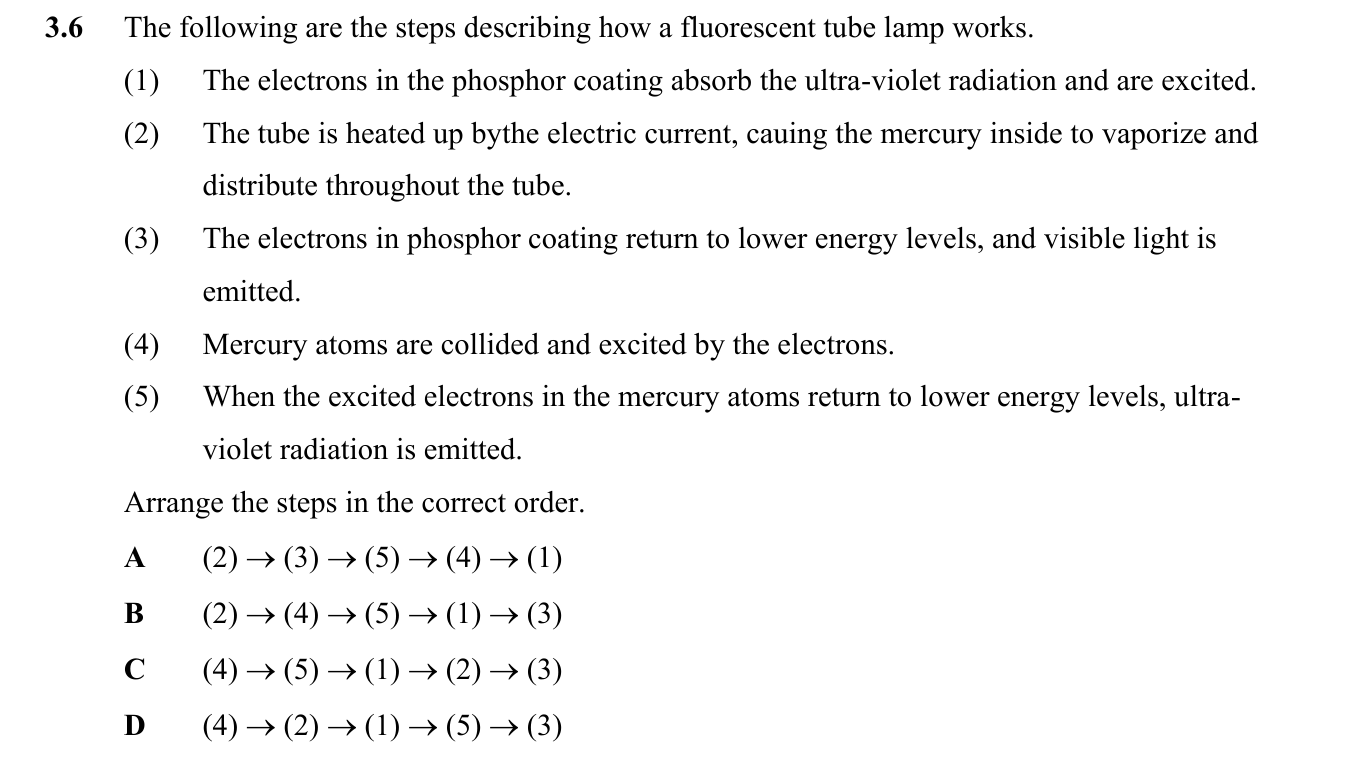 3.6 The following are the steps describing how a fluorescent tube lamp works.
(1) The electrons in the phosphor coating absorb the ultra-violet radiation and are excited.
(2) The tube is heated up bythe electric current, cauing the mercury inside to vaporize and
distribute throughout the tube.
(3) The electrons in phosphor coating return to lower energy levels, and visible light is
emitted.
(4) Mercury atoms are collided and excited by the electrons.
(5) When the excited electrons in the mercury atoms return to lower energy levels, ultra-
violet radiation is emitted.
Arrange the steps in the correct order.
A (2) → (3) → (5) → (4) → (1)
B (2) → (4) → (5) → (1) → (3)
C (4) → (5) → (1) → (2) → (3)
D (4) → (2) → (1) → (5) → (3)